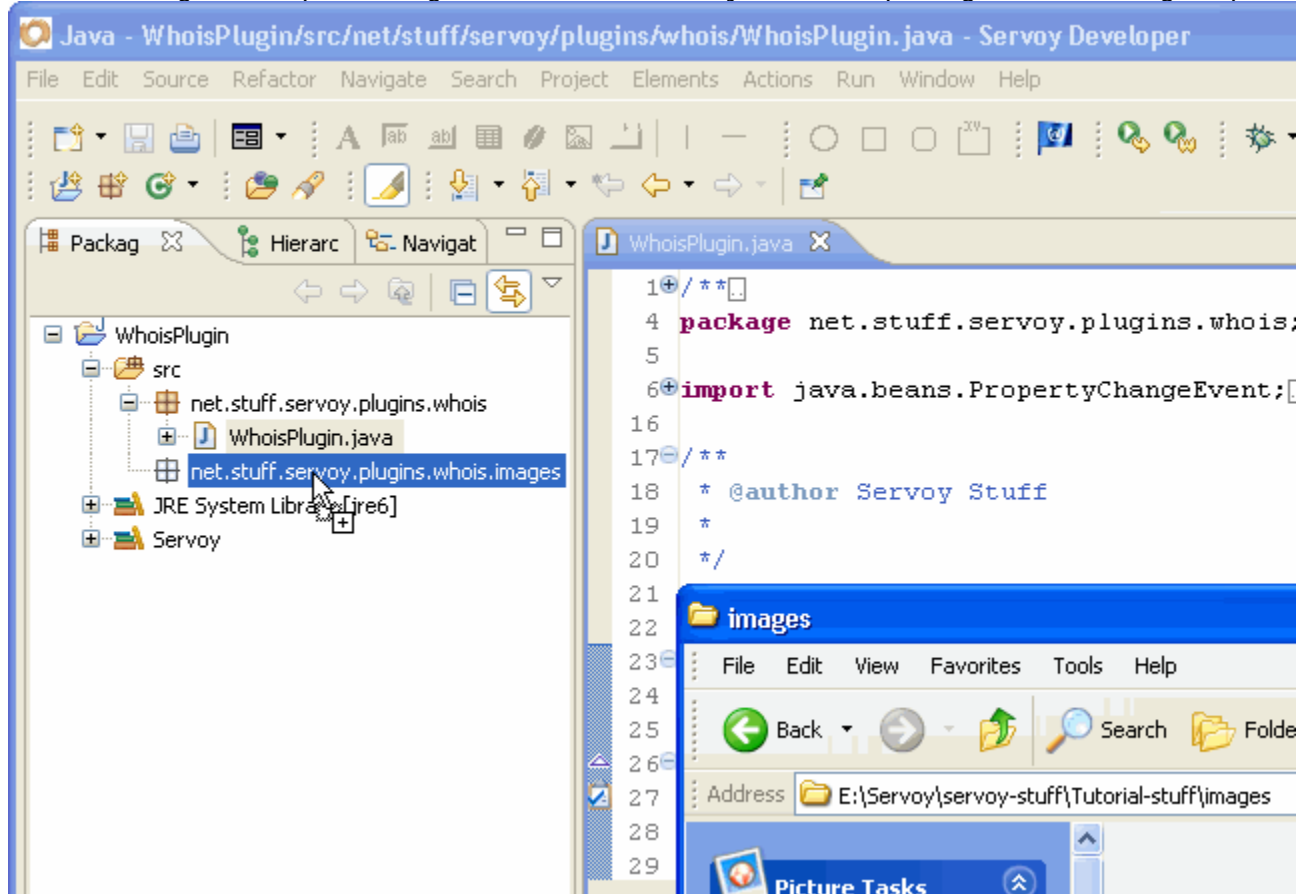 Java - WhoisPlugin/src/net/stuff/servoy/plugins/whois/WhoisPlugin.java - Servoy Developer
File Edit Source Refactor Navigate Search Project Elements Actions Run Window Help
Packag Hierarc Navigat
WhoisPlugin.java
WhoisPlugin
src
net.stuff.servoy.plugins.whois
WhoisPlugin.java
net.stuff.servoy.plugins.whois.images
JRE System Library [jre6]
Servoy
1 /**
4 package net.stuff.servoy.plugins.whois;
5
6 import java.beans.PropertyChangeEvent;
16
17 /**
18 * @author Servoy Stuff
19 *
20 */
21
22
23
24
25
26
27
28
29
images
File Edit View Favorites Tools Help
Back Search Folde
Address E:\Servoy\servoy-stuff\Tutorial-stuff\images
Picture Tasks